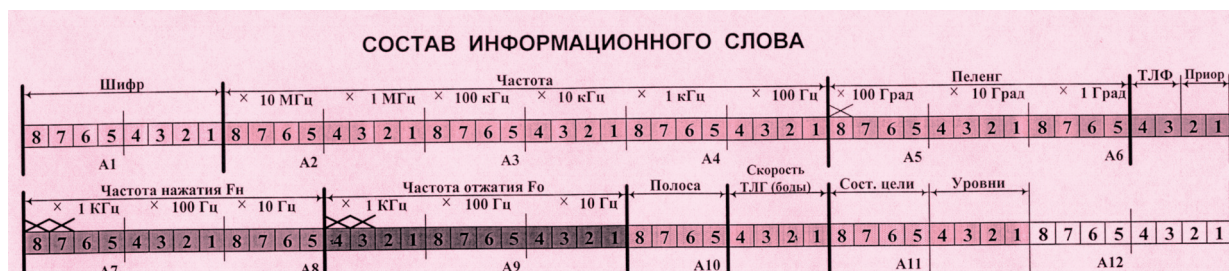 СОСТАВ ИНФОРМАЦИОННОГО СЛОВА
Шифр Частота Пеленг ТЛФ Приор
× 10 МГц × 1 МГц × 100 кГц × 10 кГц × 1 кГц × 100 Гц × 100 Град × 10 Град × 1 Град
8 7 6 5 4 3 2 1 8 7 6 5 4 3 2 1 8 7 6 5 4 3 2 1 8 7 6 5 4 3 2 1 8 7 6 5 4 3 2 1 8 7 6 5 4 3 2 1
А1 А2 А3 А4 А5 А6
Частота нажатия Fн Частота отжатия Fо Полоса Скорость
ТЛГ (боды) Сост. цели Уровни
× 1 КГц × 100 Гц × 10 Гц × 1 КГц × 100 Гц × 10 Гц
8 7 6 5 4 3 2 1 8 7 6 5 4 3 2 1 8 7 6 5 4 3 2 1 8 7 6 5 4 3 2 1 8 7 6 5 4 3 2 1 8 7 6 5 4 3 2 1
А7 А8 А9 А10 А11 А12